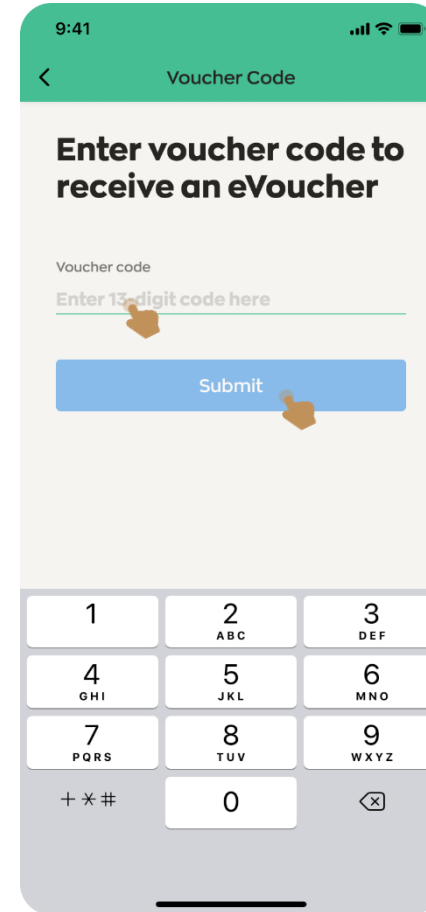 9:41
Voucher Code
Enter voucher code to
receive an eVoucher
Voucher code
Enter 13-digit code here
Submit
1
2
ABC
3
DEF
4
GHI
5
JKL
6
MNO
7
PQRS
8
TUV
9
WXYZ
+*#
0